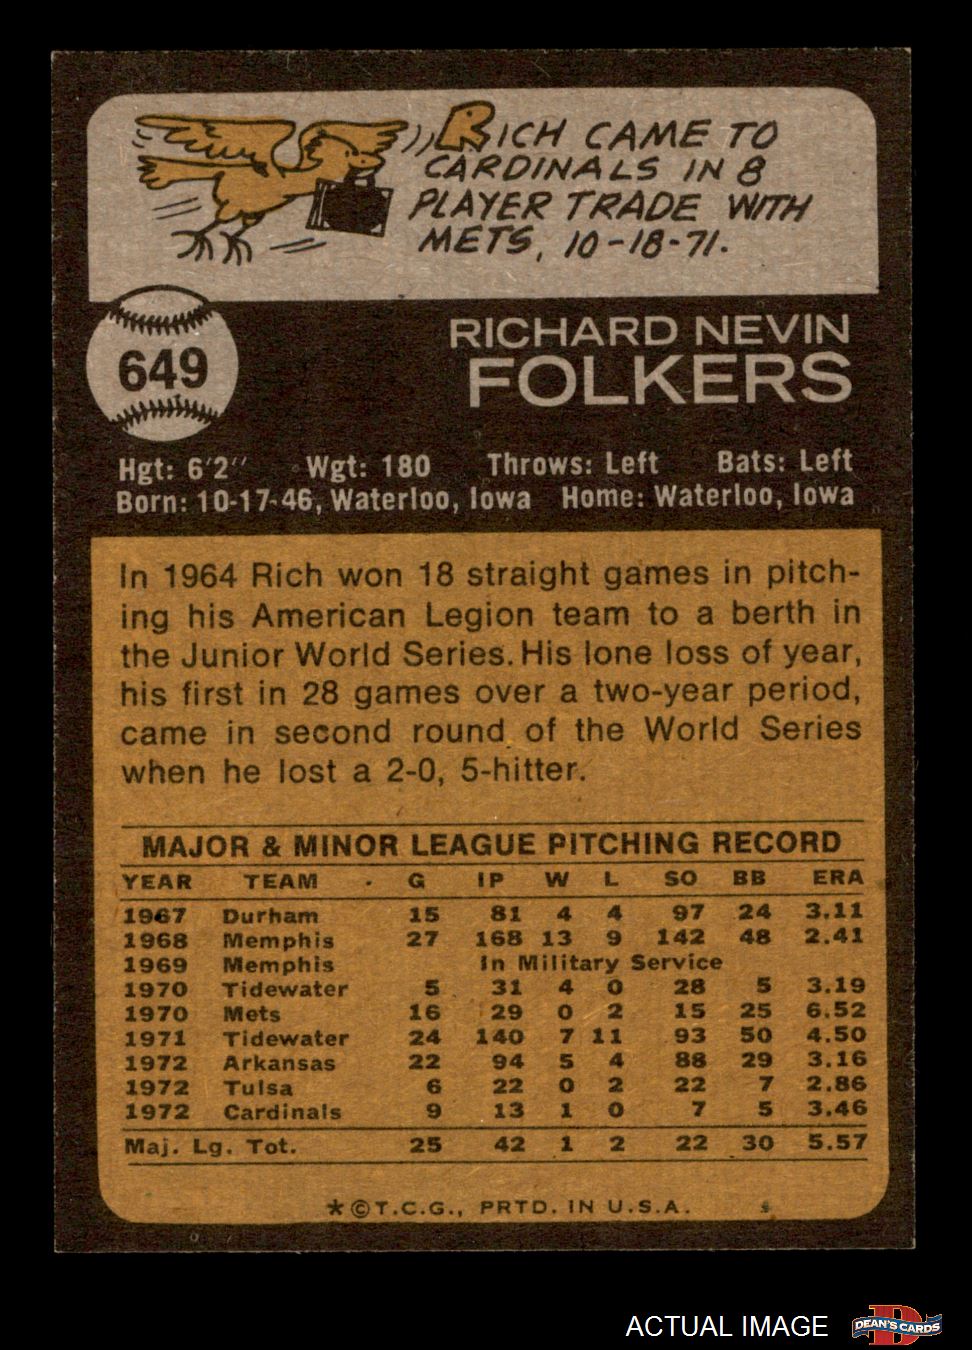 RICH CAME TO
CARDINALS IN 8
PLAYER TRADE WITH
METS, 10-18-71.
649
RICHARD NEVIN
FOLKERS
Hgt: 6'2" Wgt: 180 Throws: Left Bats: Left
Born: 10-17-46, Waterloo, Iowa Home: Waterloo, Iowa
In 1964 Rich won 18 straight games in pitch-
ing his American Legion team to a berth in
the Junior World Series. His lone loss of year,
his first in 28 games over a two-year period,
came in second round of the World Series
when he lost a 2-0, 5-hitter.
MAJOR & MINOR LEAGUE PITCHING RECORD
YEAR TEAM G IP W L SO BB ERA
1967 Durham 15 81 4 4 97 24 3.11
1968 Memphis 27 168 13 9 142 48 2.41
1969 Memphis In Military Service
1970 Tidewater 5 31 4 0 28 5 3.19
1970 Mets 16 29 0 2 15 25 6.52
1971 Tidewater 24 140 7 11 93 50 4.50
1972 Arkansas 22 94 5 4 88 29 3.16
1972 Tulsa 6 22 0 2 22 7 2.86
1972 Cardinals 9 13 1 0 7 5 3.46
Maj. Lg. Tot. 25 42 1 2 22 30 5.57
*©T.C.G., PRTD. IN U.S.A.
ACTUAL IMAGE
D
DEAN'S CARDS